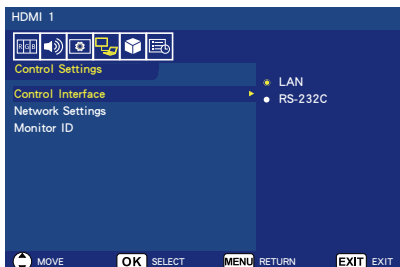 HDMI 1
RGB
Control Settings
Control Interface
LAN
RS-232C
Network Settings
Monitor ID
MOVE OK SELECT MENU RETURN EXIT EXIT